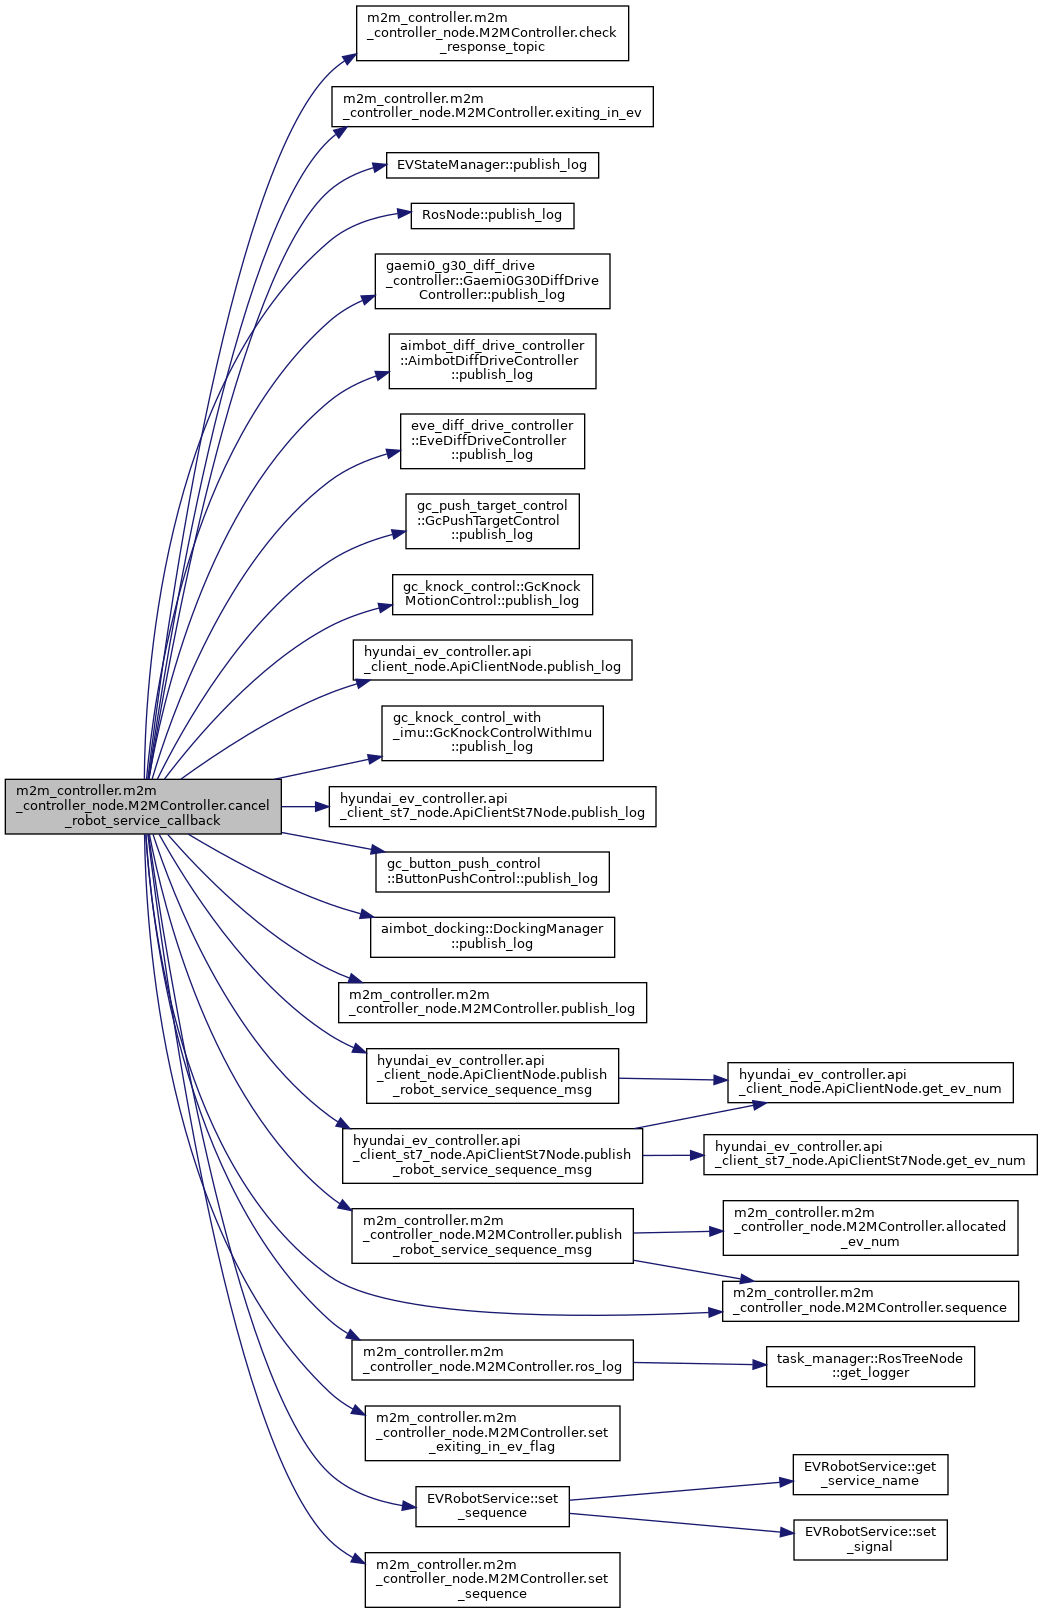 m2m_controller.m2m
_controller_node.M2MController.check
_response_topic
m2m_controller.m2m
_controller_node.M2MController.exiting_in_ev
EVStateManager::publish_log
RosNode::publish_log
gaemi0_g30_diff_drive
_controller::Gaemi0G30DiffDrive
Controller::publish_log
aimbot_diff_drive_controller
::AimbotDiffDriveController
::publish_log
eve_diff_drive_controller
::EveDiffDriveController
::publish_log
gc_push_target_control
::GcPushTargetControl
::publish_log
gc_knock_control::GcKnock
MotionControl::publish_log
hyundai_ev_controller.api
_client_node.ApiClientNode.publish_log
gc_knock_control_with
_imu::GcKnockControlWithImu
::publish_log
m2m_controller.m2m
_controller_node.M2MController.cancel
_robot_service_callback
hyundai_ev_controller.api
_client_st7_node.ApiClientSt7Node.publish_log
gc_button_push_control
::ButtonPushControl::publish_log
aimbot_docking::DockingManager
::publish_log
m2m_controller.m2m
_controller_node.M2MController.publish_log
hyundai_ev_controller.api
_client_node.ApiClientNode.publish
_robot_service_sequence_msg
hyundai_ev_controller.api
_client_node.ApiClientNode.get_ev_num
hyundai_ev_controller.api
_client_st7_node.ApiClientSt7Node.publish
_robot_service_sequence_msg
hyundai_ev_controller.api
_client_st7_node.ApiClientSt7Node.get_ev_num
m2m_controller.m2m
_controller_node.M2MController.publish
_robot_service_sequence_msg
m2m_controller.m2m
_controller_node.M2MController.allocated
_ev_num
m2m_controller.m2m
_controller_node.M2MController.sequence
m2m_controller.m2m
_controller_node.M2MController.ros_log
task_manager::RosTreeNode
::get_logger
m2m_controller.m2m
_controller_node.M2MController.set
_exiting_in_ev_flag
EVRobotService::set
_sequence
EVRobotService::get
_service_name
EVRobotService::set
_signal
m2m_controller.m2m
_controller_node.M2MController.set
_sequence